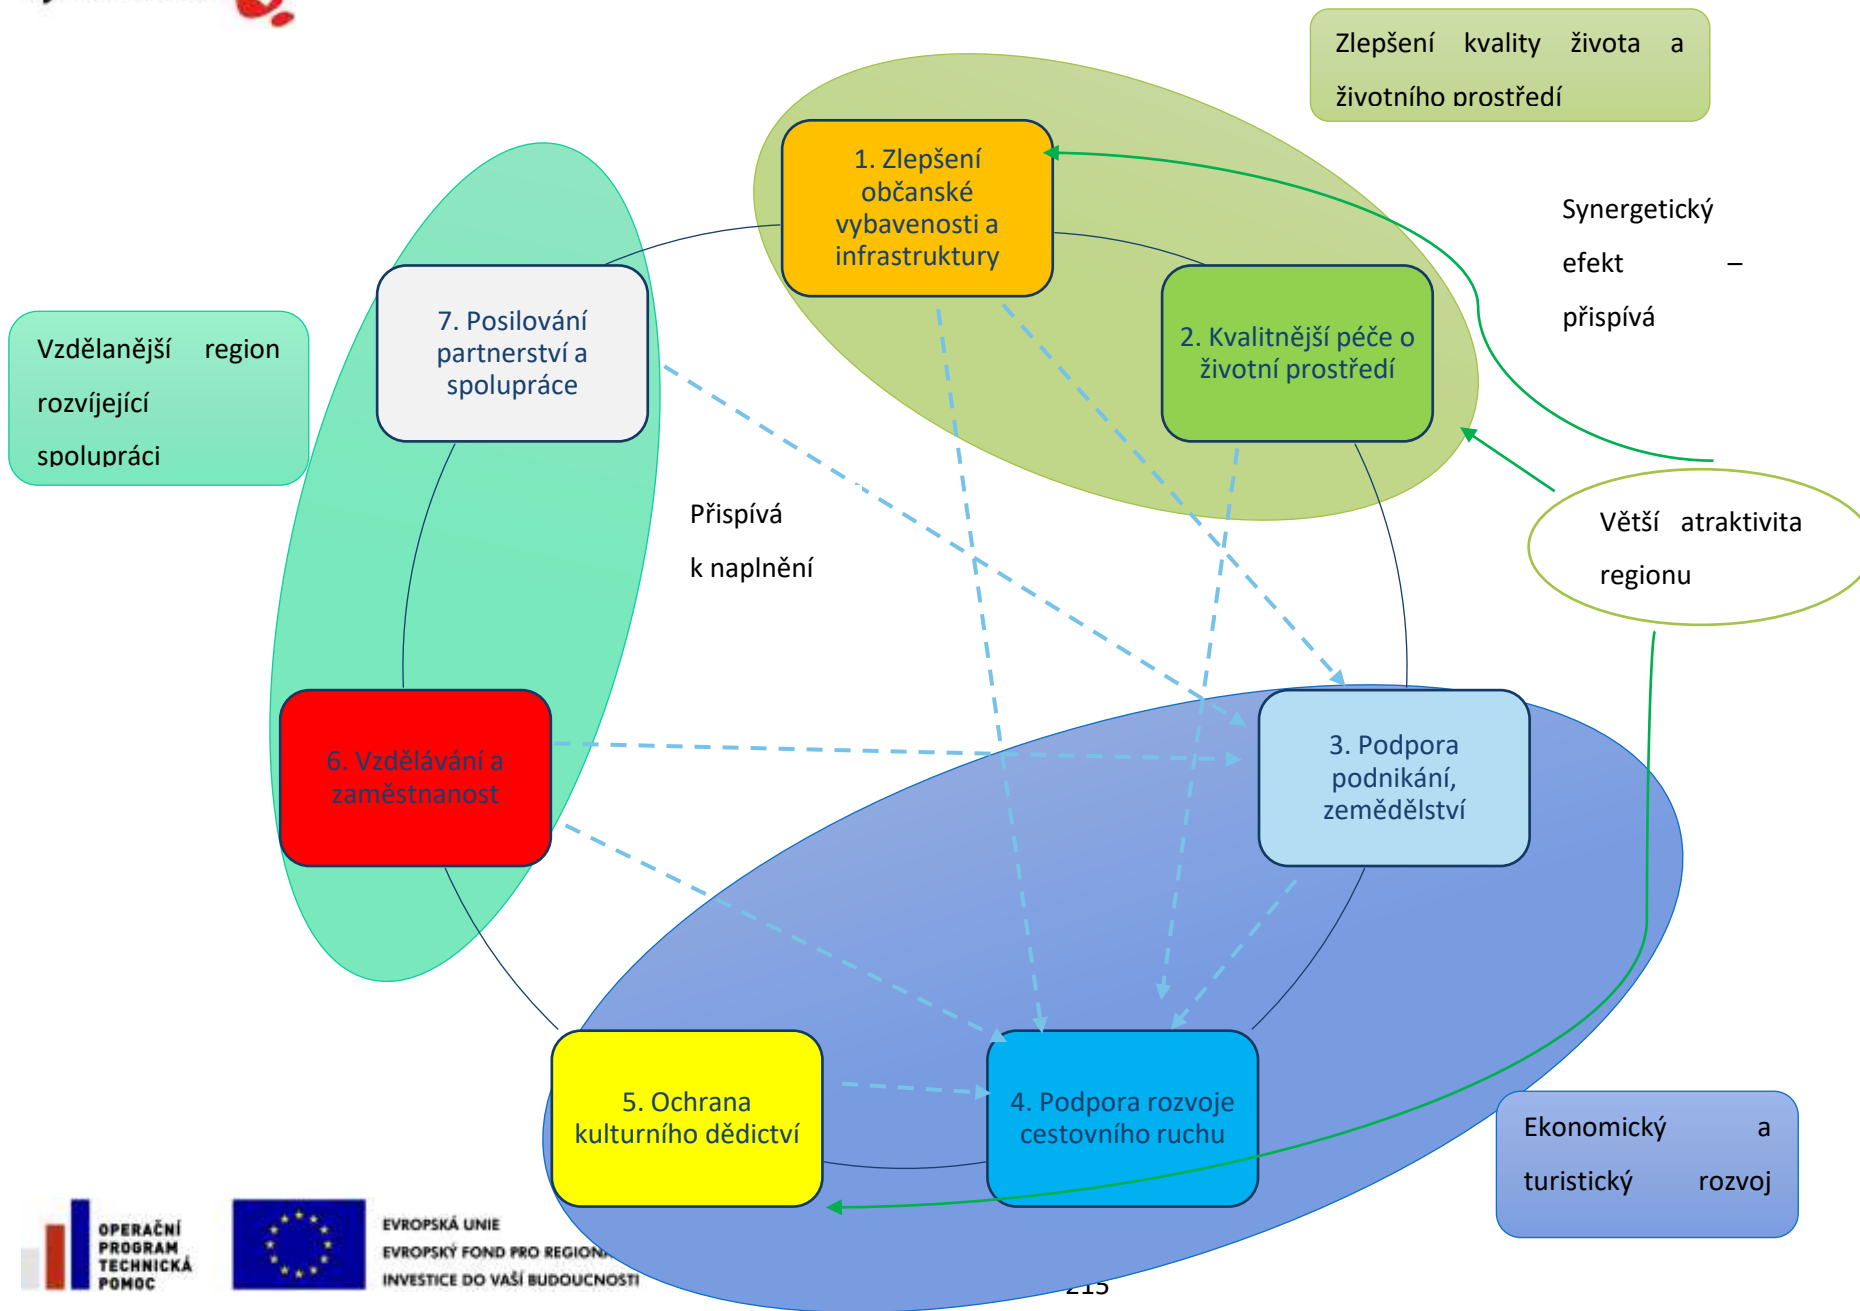 Zlepšení kvality života a
životního prostředí
1. Zlepšení
občanské
vybavenosti a
infrastruktury
Synergetický
efekt –
přispívá
7. Posilování
partnerství a
spolupráce
2. Kvalitnější péče o
životní prostředí
Vzdělanější region
rozvíjející
spolupráci
Přispívá
k naplnění
Větší atraktivita
regionu
6. Vzdělávání a
zaměstnanost
3. Podpora
podnikání,
zemědělství
5. Ochrana
kulturního dědictví
4. Podpora rozvoje
cestovního ruchu
Ekonomický a
turistický rozvoj
OPERAČNÍ
PROGRAM
TECHNICKÁ
POMOC
EVROPSKÁ UNIE
EVROPSKÝ FOND PRO
INVESTICE DO VAŠÍ BUDOUCNOSTI
215